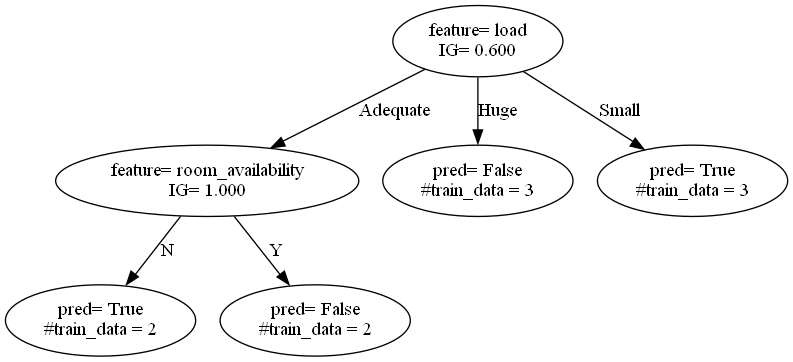 feature= load
IG= 0.600
Adequate
Huge
Small
feature= room_availability
IG= 1.000
pred= False
#train_data = 3
pred= True
#train_data = 3
N
Y
pred= True
#train_data = 2
pred= False
#train_data = 2